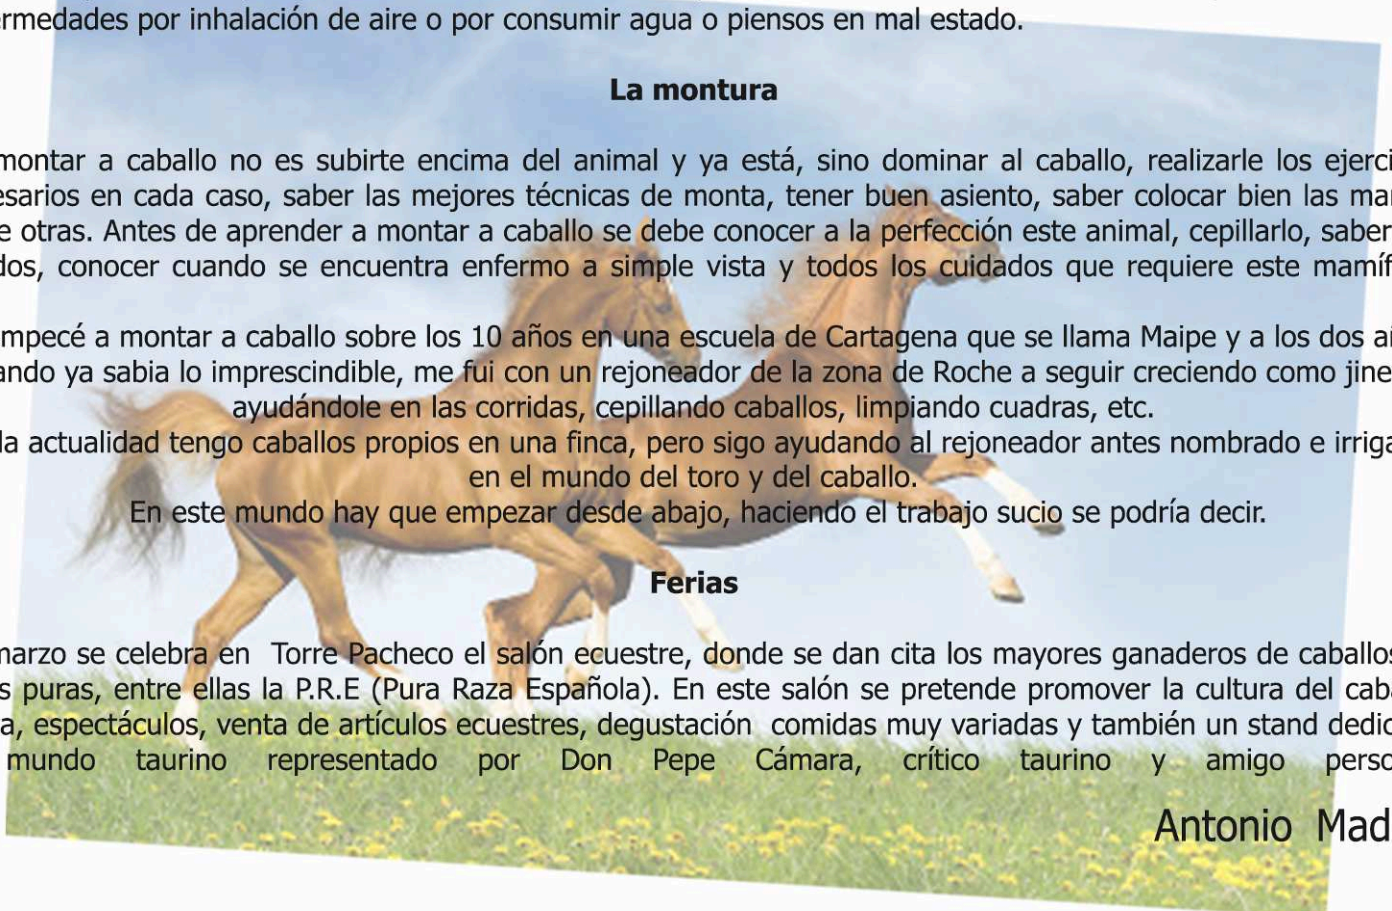 ermedades por inhalación de aire o por consumir agua o piensos en mal estado.
La montura
montar a caballo no es subirte encima del animal y ya está, sino dominar al caballo, realizarle los ejerci
esarios en cada caso, saber las mejores técnicas de monta, tener buen asiento, saber colocar bien las ma
e otras. Antes de aprender a montar a caballo se debe conocer a la perfección este animal, cepillarlo, saber
dos, conocer cuando se encuentra enfermo a simple vista y todos los cuidados que requiere este mamíf
mpecé a montar a caballo sobre los 10 años en una escuela de Cartagena que se llama Maipe y a los dos a
ando ya sabia lo imprescindible, me fui con un rejoneador de la zona de Roche a seguir creciendo como jine
ayudándole en las corridas, cepillando caballos, limpiando cuadras, etc.
la actualidad tengo caballos propios en una finca, pero sigo ayudando al rejoneador antes nombrado e irriga
en el mundo del toro y del caballo.
En este mundo hay que empezar desde abajo, haciendo el trabajo sucio se podría decir.
Ferias
marzo se celebra en Torre Pacheco el salón ecuestre, donde se dan cita los mayores ganaderos de caballos
s puras, entre ellas la P.R.E (Pura Raza Española). En este salón se pretende promover la cultura del cab
a, espectáculos, venta de artículos ecuestres, degustación comidas muy variadas y también un stand dedic
mundo taurino representado por Don Pepe Cámara, crítico taurino y amigo perso
Antonio Mad